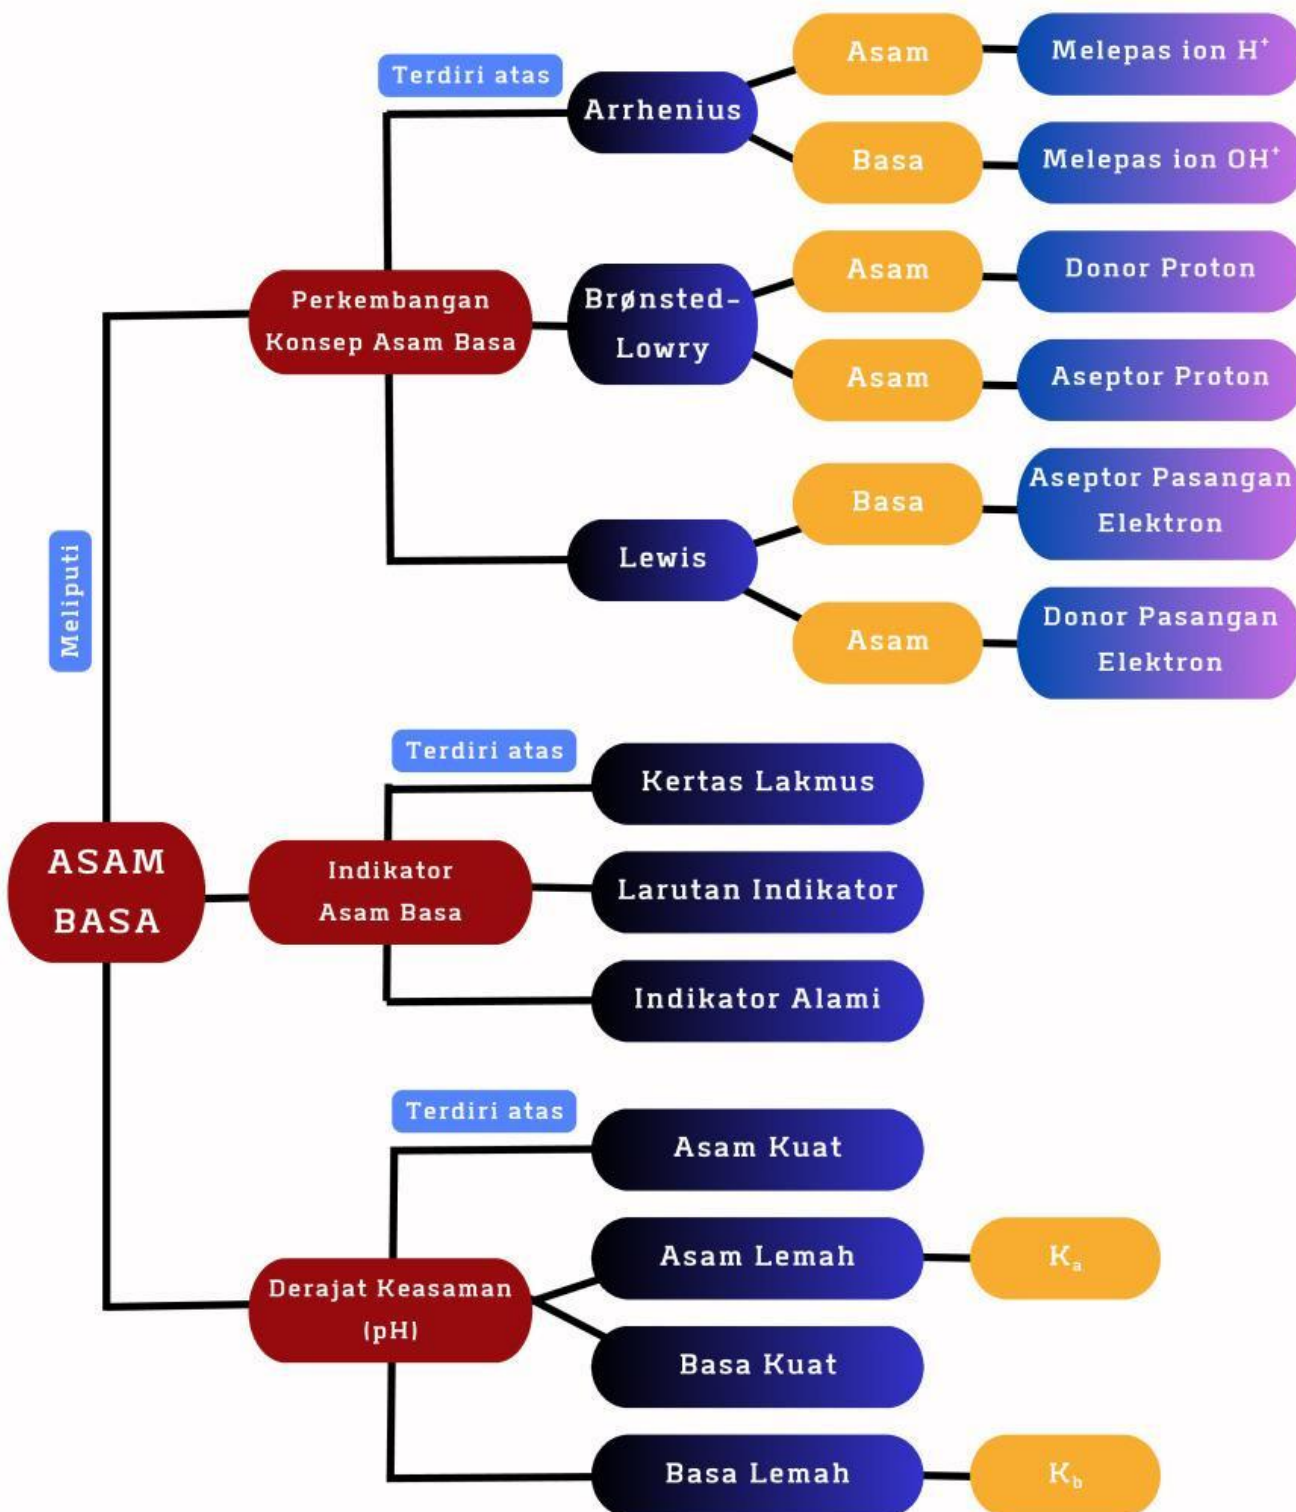 Terdiri atas
Arrhenius
Asam
Melepas ion H⁺
Basa
Melepas ion OH⁺
Perkembangan
Konsep Asam Basa
Brønsted-
Lowry
Asam
Donor Proton
Asam
Aseptor Proton
Lewis
Basa
Aseptor Pasangan
Elektron
Asam
Donor Pasangan
Elektron
Meliputi
ASAM
BASA
Terdiri atas
Indikator
Asam Basa
Kertas Lakmus
Larutan Indikator
Indikator Alami
Terdiri atas
Derajat Keasaman
(pH)
Asam Kuat
Asam Lemah
Kₐ
Basa Kuat
Basa Lemah
K_b